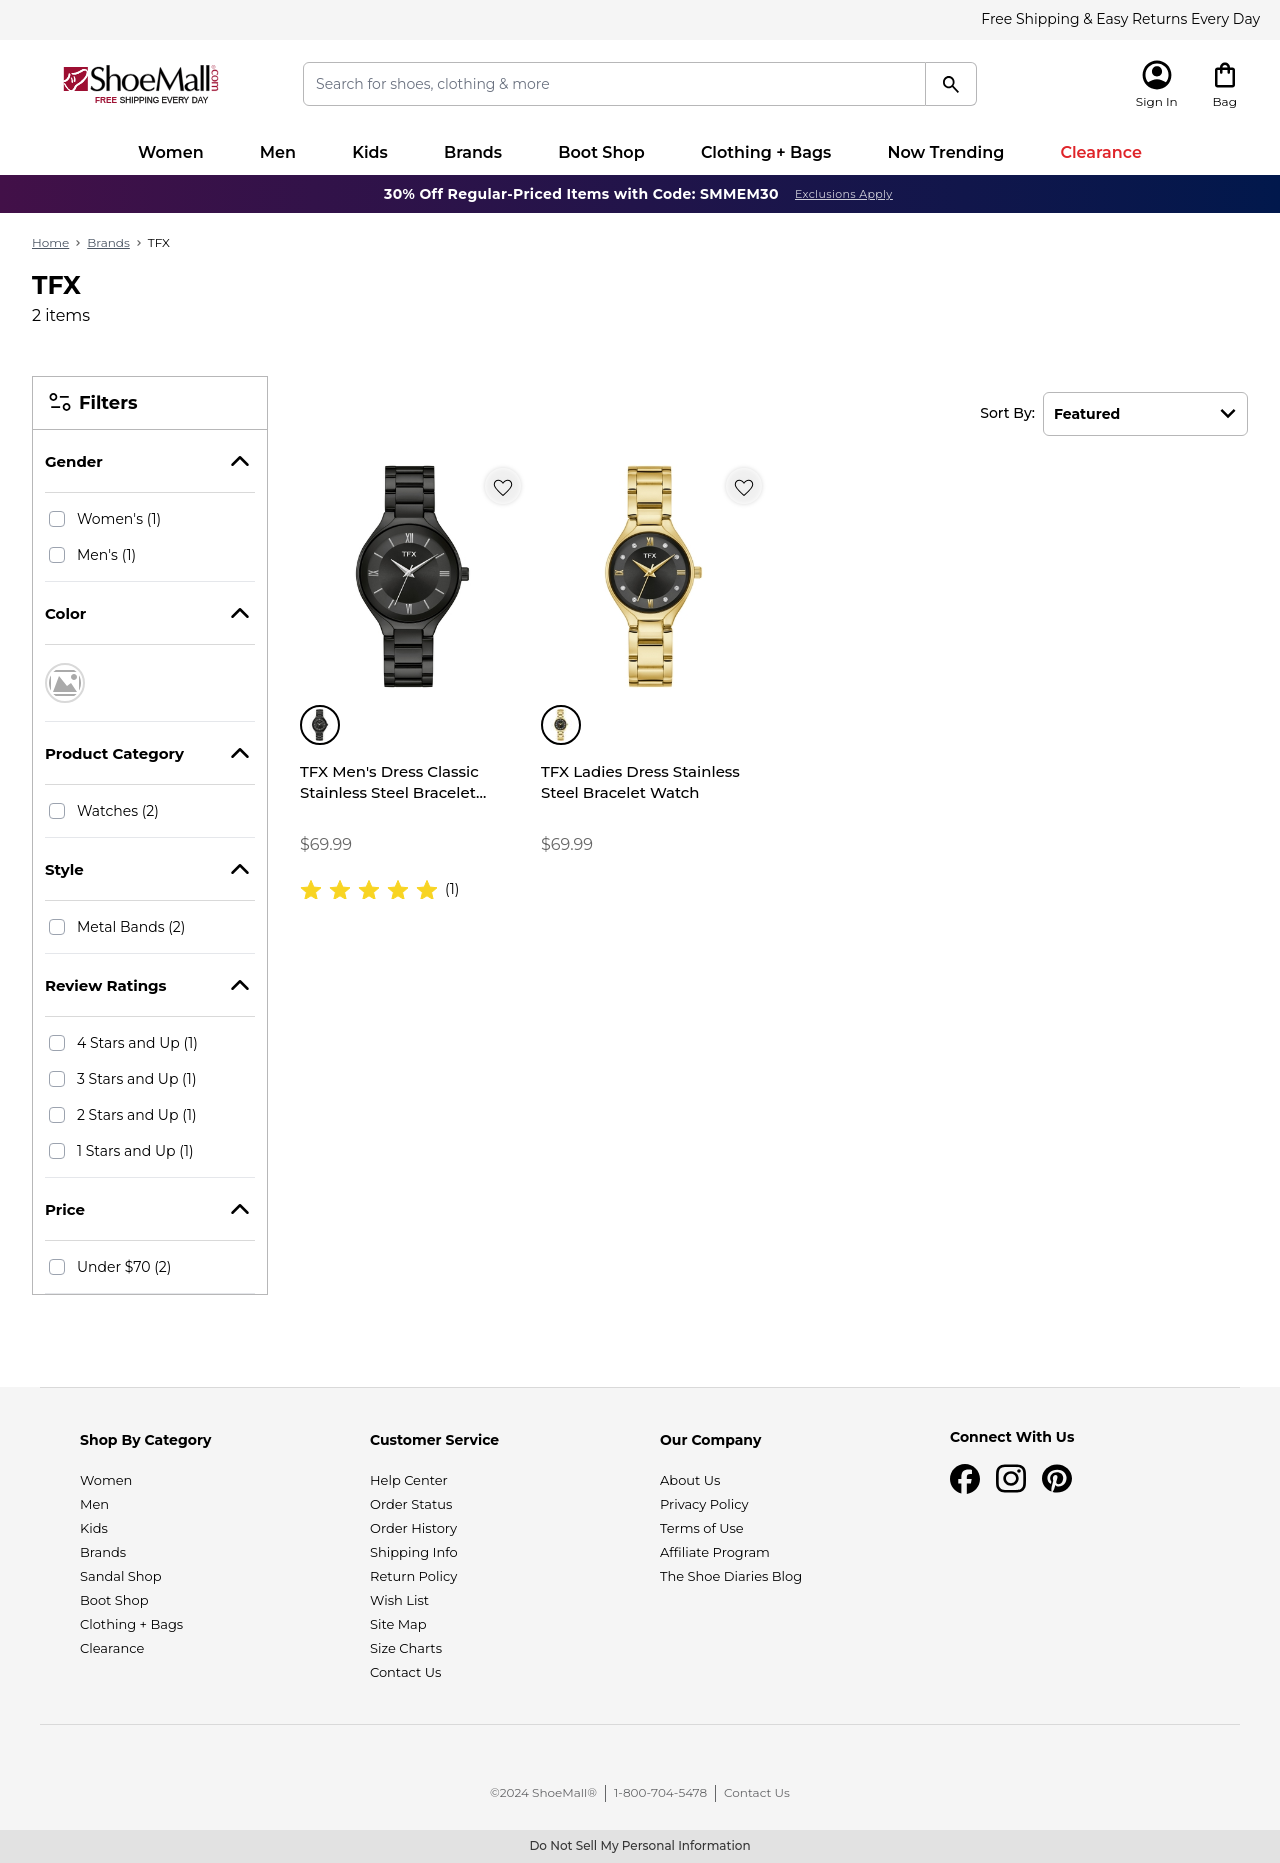 Free Shipping & Easy Returns Every Day
ShoeMall.com
FREE SHIPPING EVERY DAY
Search for shoes, clothing & more
Sign In
Bag
Women
Men
Kids
Brands
Boot Shop
Clothing + Bags
Now Trending
Clearance
30% Off Regular-Priced Items with Code: SMMEM30 Exclusions Apply
Home > Brands > TFX
TFX
2 items
Filters
Gender
Women's (1)
Men's (1)
Color
Product Category
Watches (2)
Style
Metal Bands (2)
Review Ratings
4 Stars and Up (1)
3 Stars and Up (1)
2 Stars and Up (1)
1 Stars and Up (1)
Price
Under $70 (2)
Sort By: Featured
TFX
TFX Men's Dress Classic
Stainless Steel Bracelet...
$69.99
(1)
TFX
TFX Ladies Dress Stainless
Steel Bracelet Watch
$69.99
Shop By Category
Women
Men
Kids
Brands
Sandal Shop
Boot Shop
Clothing + Bags
Clearance
Customer Service
Help Center
Order Status
Order History
Shipping Info
Return Policy
Wish List
Site Map
Size Charts
Contact Us
Our Company
About Us
Privacy Policy
Terms of Use
Affiliate Program
The Shoe Diaries Blog
Connect With Us
©2024 ShoeMall® | 1-800-704-5478 | Contact Us
Do Not Sell My Personal Information